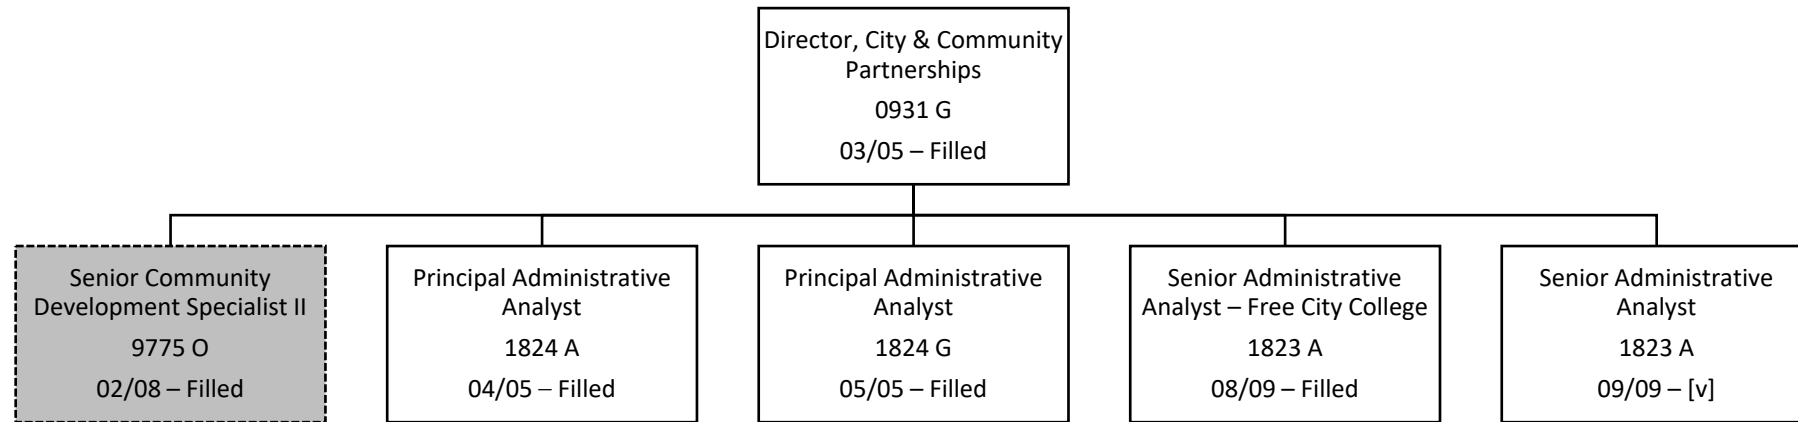 Director, City & Community
Partnerships
0931 G
03/05 – Filled
Senior Community
Development Specialist II
9775 O
02/08 – Filled
Principal Administrative
Analyst
1824 A
04/05 – Filled
Principal Administrative
Analyst
1824 G
05/05 – Filled
Senior Administrative
Analyst – Free City College
1823 A
08/09 – Filled
Senior Administrative
Analyst
1823 A
09/09 – [v]